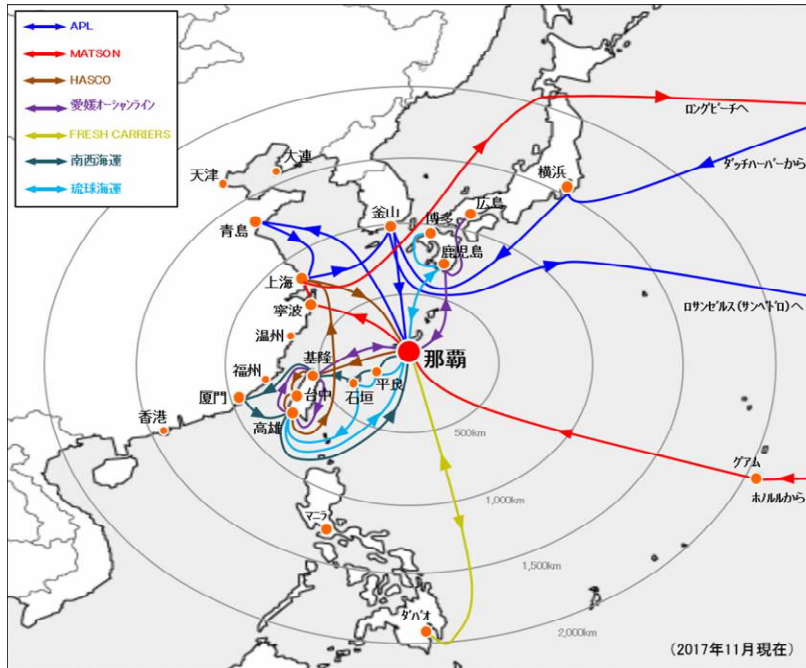 APL
MATSON
HASCO
愛媛オーシャンライン
FRESH CARRIERS
南西海運
琉球海運
ロングビーチへ
ダッチハーバーから
大連
天津
横浜
広島
釜山
博多
青島
鹿児島
上海
ロサンゼルス(サンペドロ)へ
寧波
温州
那覇
基隆
福州
平良
台中
石垣
厦門
香港
高雄
500km
グアム
ホノルルから
1,000km
マニラ
1,500km
ダバオ
2,000km
(2017年11月現在)